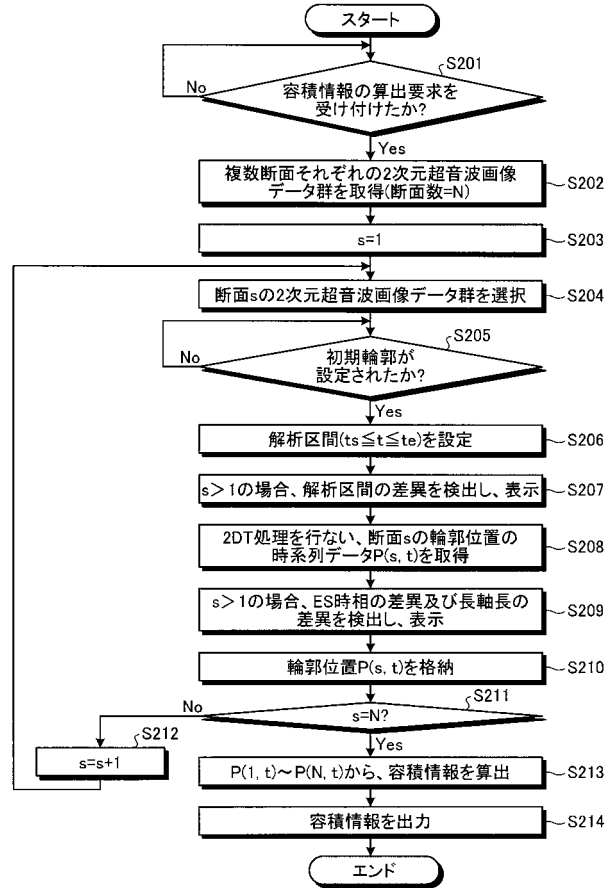 スタート
S201
容積情報の算出要求を
受け付けたか?
No
Yes
複数断面それぞれの2次元超音波画像
データ群を取得(断面数=N)
S202
s=1
S203
断面sの2次元超音波画像データ群を選択
S204
S205
初期輪郭が
設定されたか?
No
Yes
解析区間(ts≦t≦te)を設定
S206
s>1の場合、解析区間の差異を検出し、表示
S207
2DT処理を行ない、断面sの輪郭位置の
時系列データP(s, t)を取得
S208
s>1の場合、ES時相の差異及び長軸長の
差異を検出し、表示
S209
輪郭位置P(s, t)を格納
S210
S211
s=N?
No
Yes
S212
s=s+1
P(1, t)~P(N, t)から、容積情報を算出
S213
容積情報を出力
S214
エンド